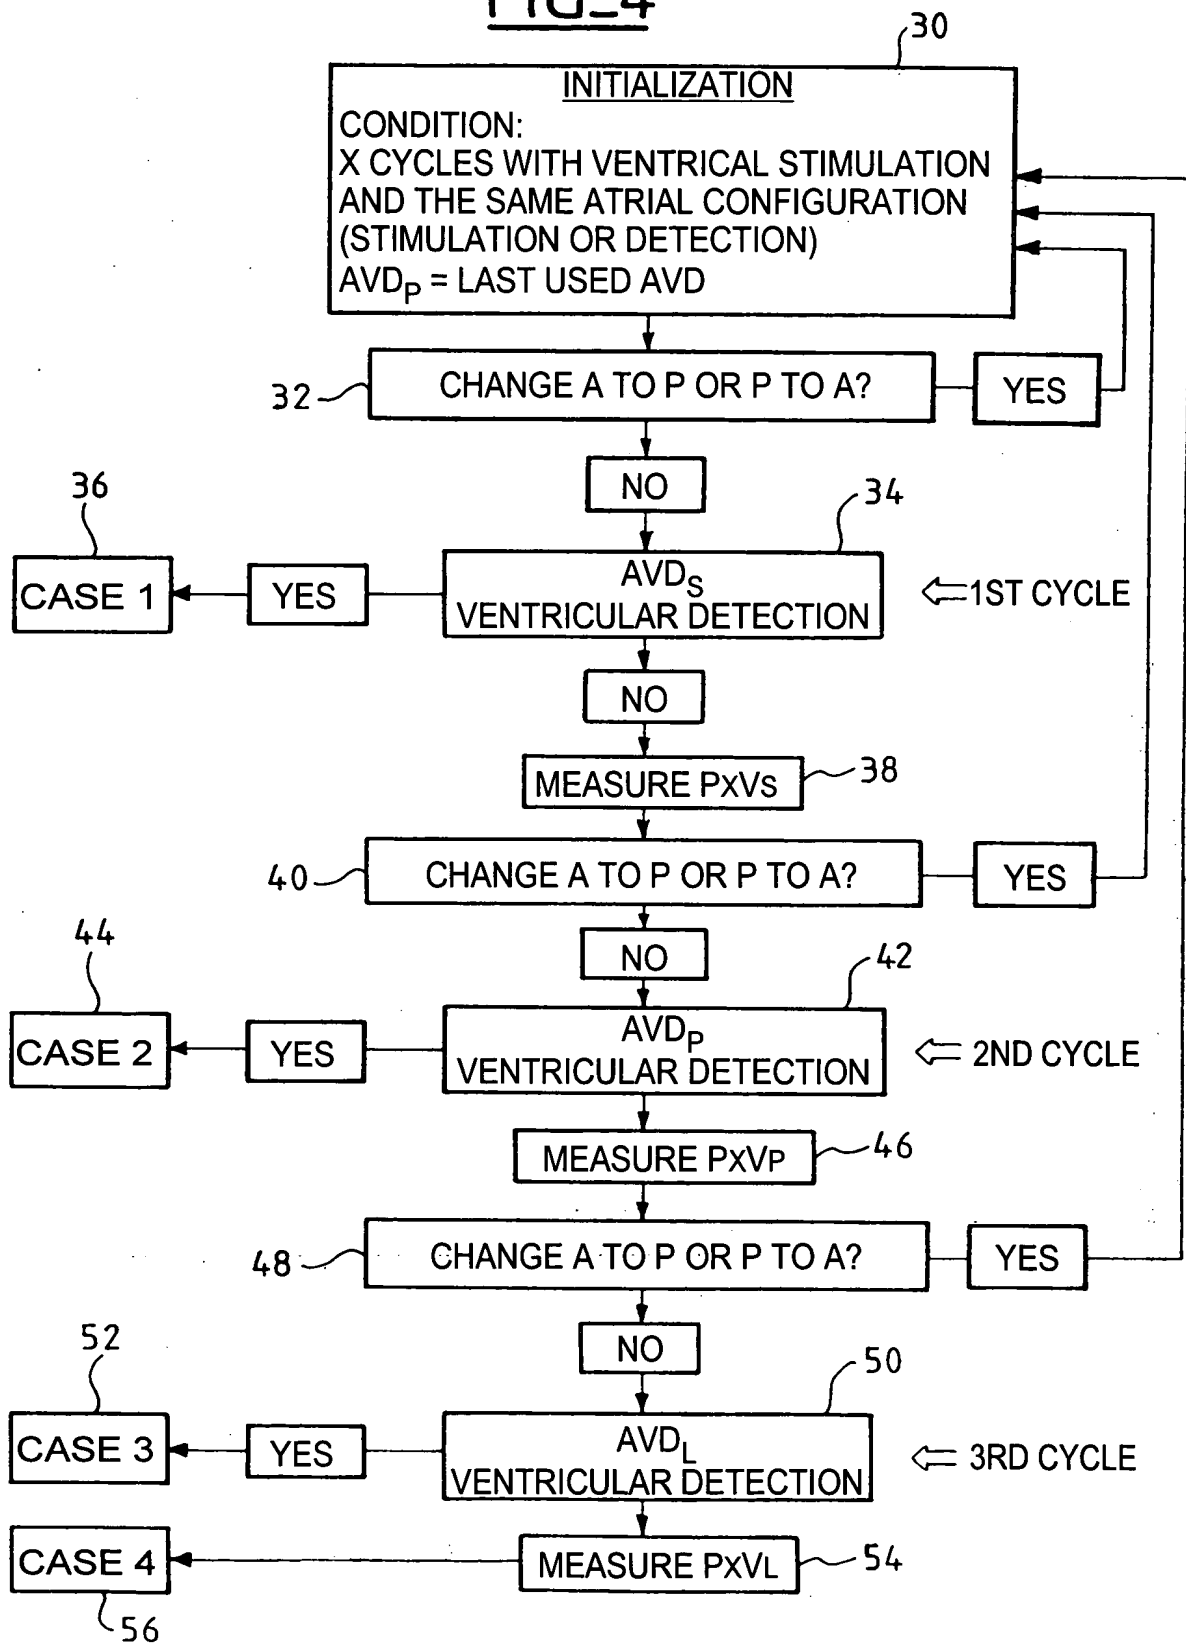 FIG_4
30
INITIALIZATION
CONDITION:
X CYCLES WITH VENTRICAL STIMULATION
AND THE SAME ATRIAL CONFIGURATION
(STIMULATION OR DETECTION)
AVDP = LAST USED AVD
32
CHANGE A TO P OR P TO A?
YES
NO
36
34
CASE 1
YES
AVDS
VENTRICULAR DETECTION
1ST CYCLE
NO
MEASURE PXVS
38
40
CHANGE A TO P OR P TO A?
YES
NO
44
42
CASE 2
YES
AVDP
VENTRICULAR DETECTION
2ND CYCLE
MEASURE PXVP
46
48
CHANGE A TO P OR P TO A?
YES
NO
52
50
CASE 3
YES
AVDL
VENTRICULAR DETECTION
3RD CYCLE
CASE 4
MEASURE PXVL
54
56